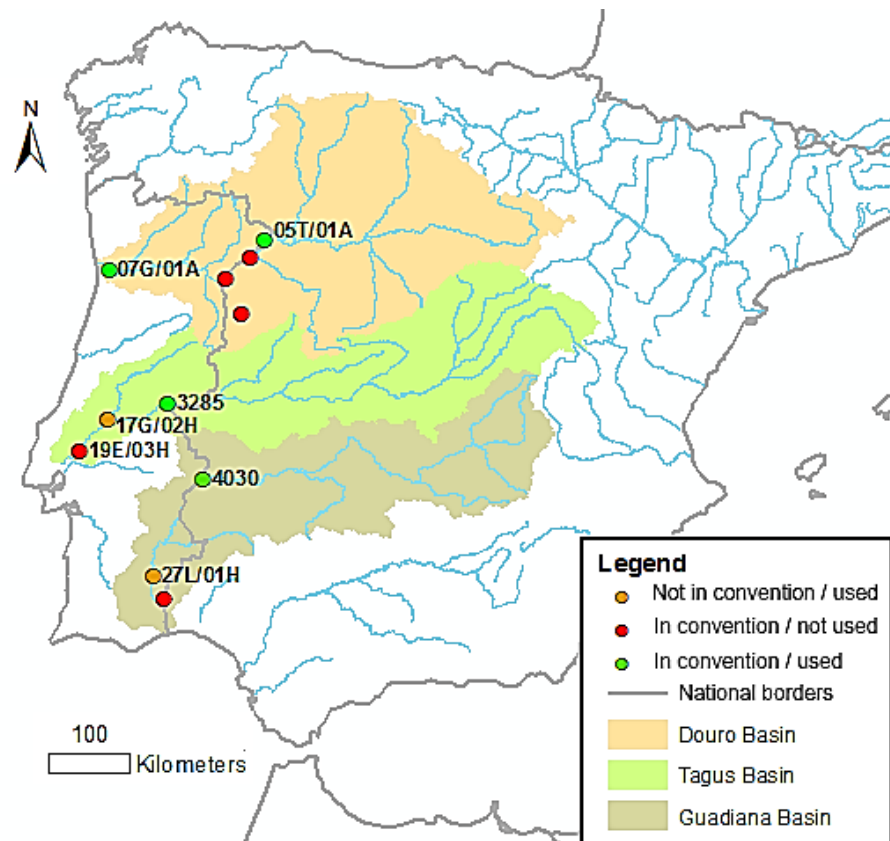 N
05T/01A
07G/01A
3285
17G/02H
19E/03H
4030
27L/01H
Legend
Not in convention / used
In convention / not used
In convention / used
National borders
Douro Basin
Tagus Basin
Guadiana Basin
100
Kilometers